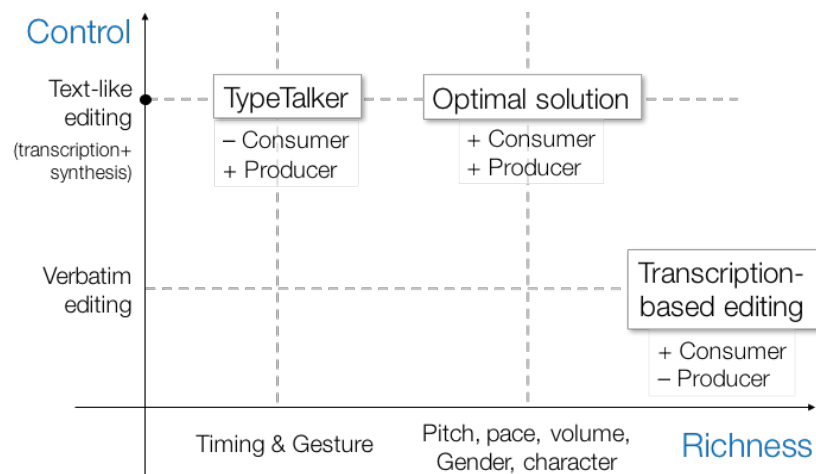 Control
Text-like
editing
(transcription+
synthesis)
TypeTalker
– Consumer
+ Producer
Optimal solution
+ Consumer
+ Producer
Verbatim
editing
Transcription-
based editing
+ Consumer
– Producer
Timing & Gesture
Pitch, pace, volume,
Gender, character
Richness